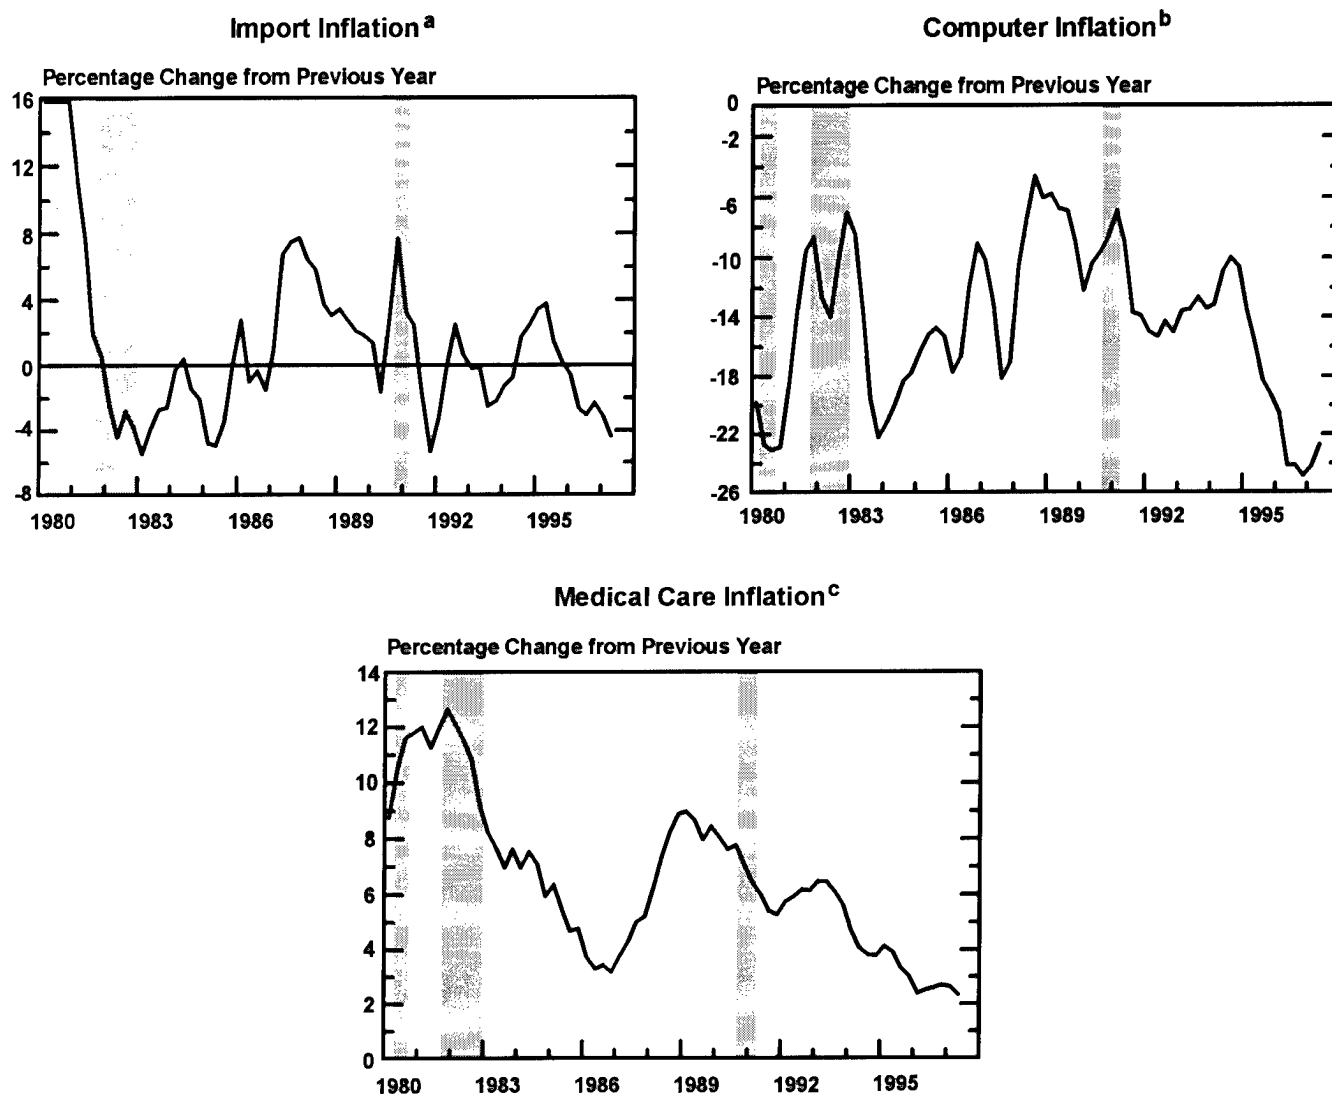 Import Inflation a
Percentage Change from Previous Year
16
12
8
4
0
-4
-8
1980 1983 1986 1989 1992 1995
Computer Inflation b
Percentage Change from Previous Year
0
-2
-6
-10
-14
-18
-22
-26
1980 1983 1986 1989 1992 1995
Medical Care Inflation c
Percentage Change from Previous Year
14
12
10
8
6
4
2
0
1980 1983 1986 1989 1992 1995